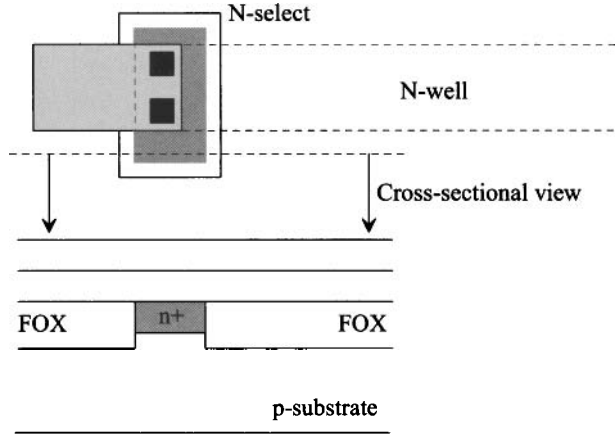 N-select
N-well
Cross-sectional view
FOX
n+
FOX
p-substrate